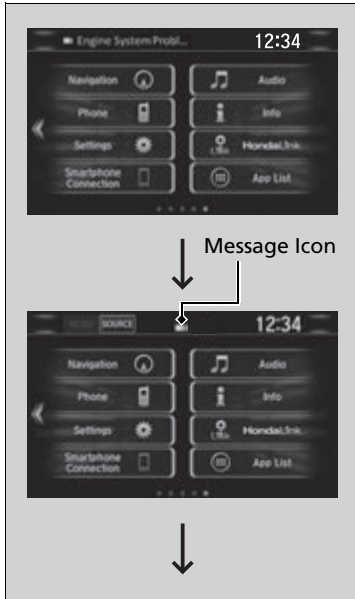 Engine System Probl... 12:34
Navigation Audio
Phone Info
Settings HondaLink
Smartphone
Connection App List
Message Icon
SOURCE 12:34
Navigation Audio
Phone Info
Settings HondaLink
Smartphone
Connection App List